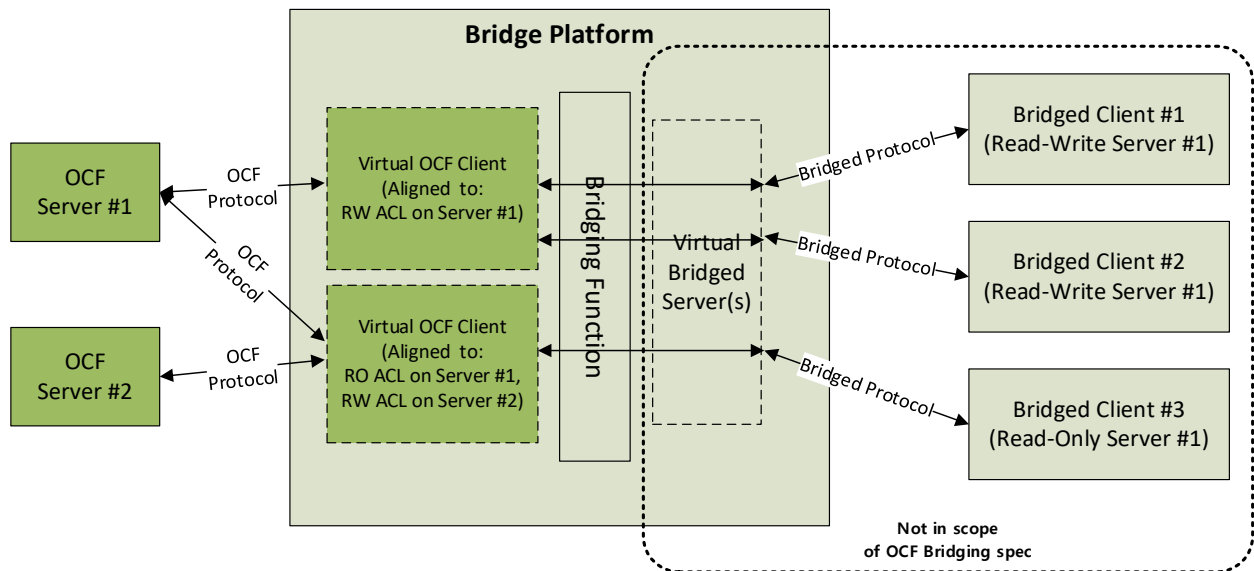 Bridge Platform
OCF
Server #1
OCF
Server #2
OCF
Protocol
OCF
Protocol
OCF
Protocol
Virtual OCF Client
(Aligned to:
RW ACL on Server #1)
Virtual OCF Client
(Aligned to:
RO ACL on Server #1,
RW ACL on Server #2)
Bridging Function
Virtual
Bridged
Server(s)
Bridged Protocol
Bridged Protocol
Bridged Protocol
Bridged Client #1
(Read-Write Server #1)
Bridged Client #2
(Read-Write Server #1)
Bridged Client #3
(Read-Only Server #1)
Not in scope
of OCF Bridging spec